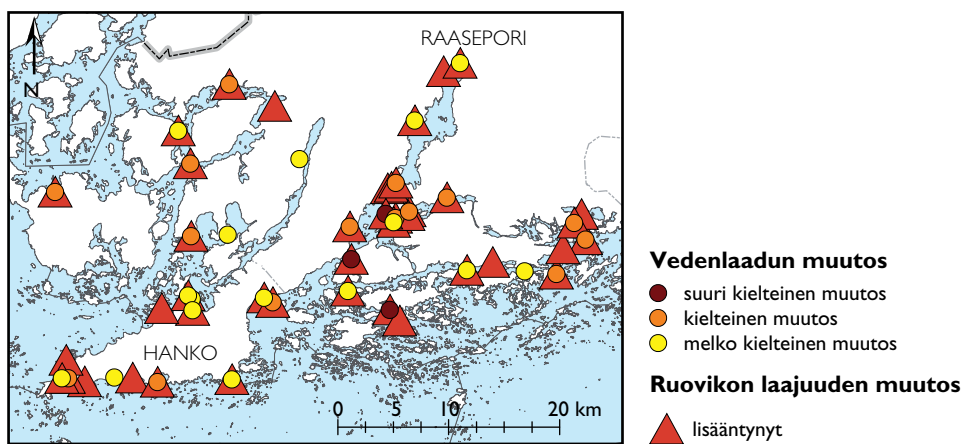 RAASEPORI
N
HANKO
0 5 10 20 km
Vedenlaadun muutos
suuri kielteinen muutos
kielteinen muutos
melko kielteinen muutos
Ruovikon laajuuden muutos
lisääntynyt